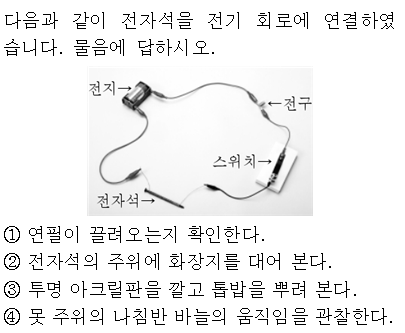 다음과 같이 전자석을 전기 회로에 연결하였
습니다. 물음에 답하시오.
전지→
←전구
스위치→
전자석→
① 연필이 끌려오는지 확인한다.
② 전자석의 주위에 화장지를 대어 본다.
③ 투명 아크릴판을 깔고 톱밥을 뿌려 본다.
④ 못 주위의 나침반 바늘의 움직임을 관찰한다.